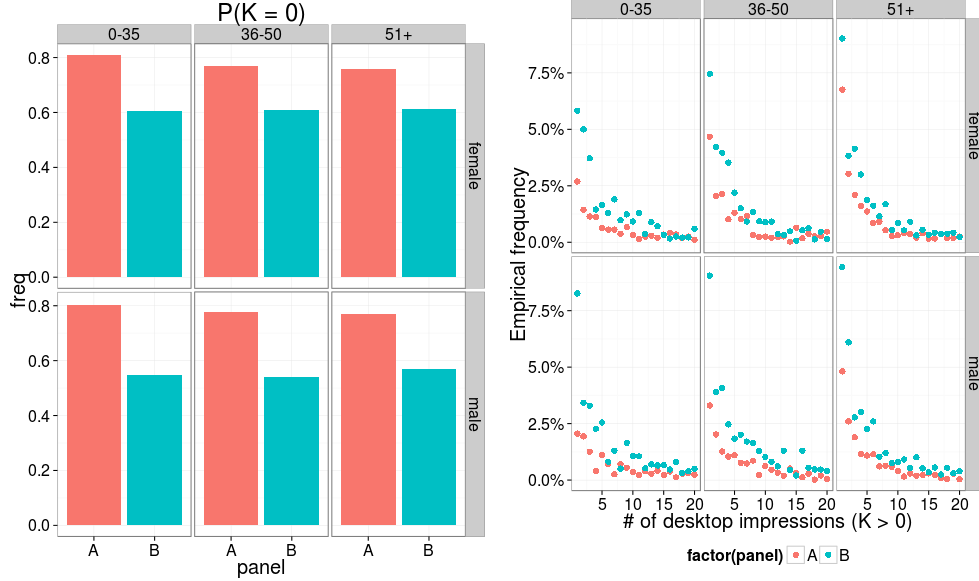 P(K = 0)
0-35 36-50 51+
0.8
0.6
0.4
0.2
0.0
female
0.8
0.6
0.4
0.2
0.0
male
freq
A B A B A B
panel
0-35 36-50 51+
7.5%
5.0%
2.5%
0.0%
female
7.5%
5.0%
2.5%
0.0%
male
Empirical frequency
5 10 15 20 5 10 15 20 5 10 15 20
# of desktop impressions (K > 0)
factor(panel) A B